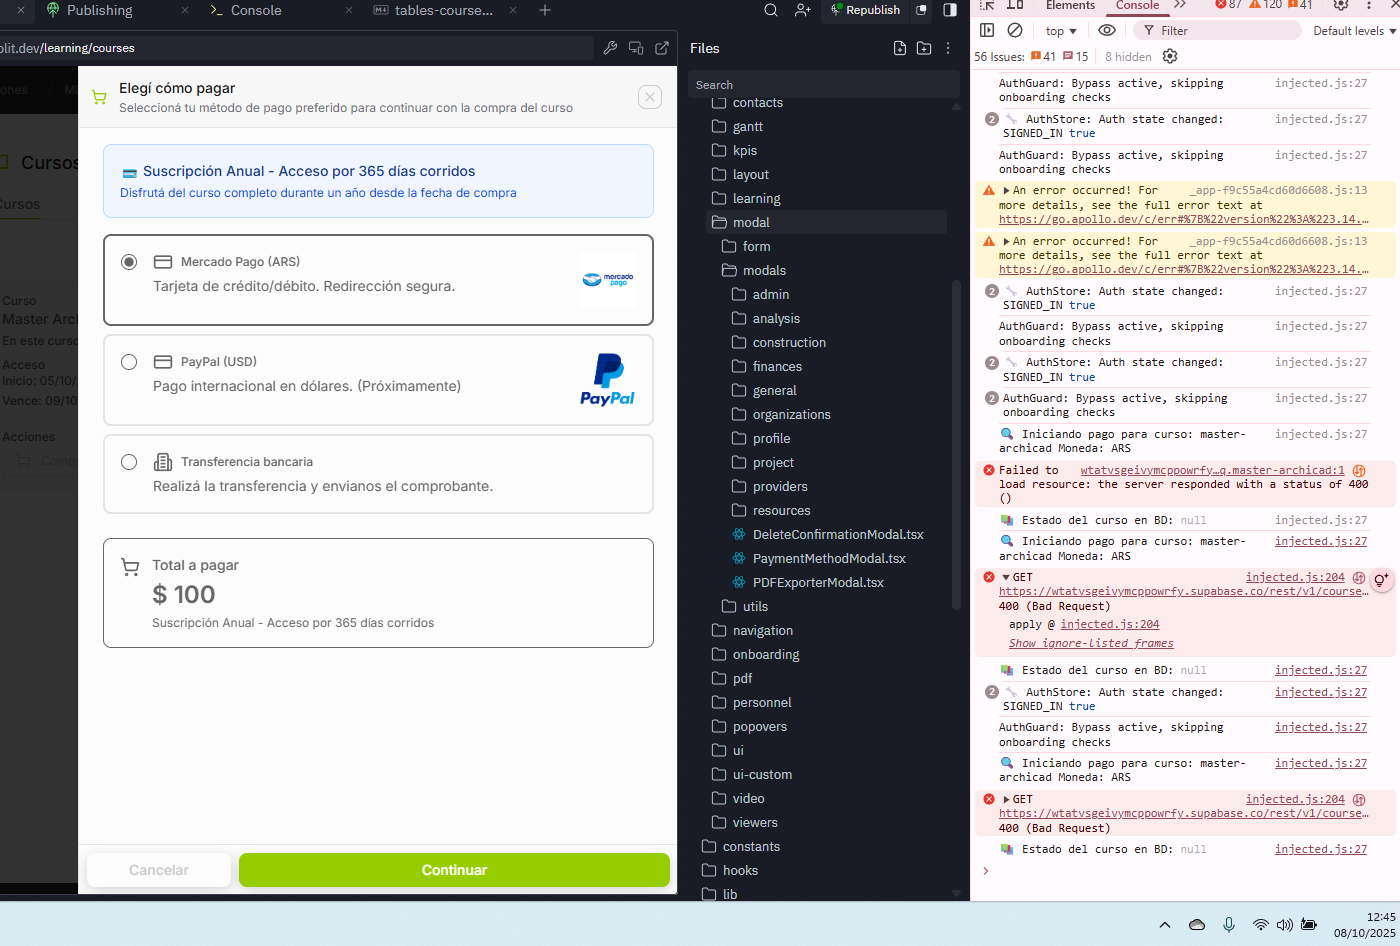 Publishing
Console
tables-course...
Republish
plit.dev/learning/courses
Files
Search
contacts
gantt
kpis
layout
learning
modal
form
modals
admin
analysis
construction
finances
general
organizations
profile
project
providers
resources
DeleteConfirmationModal.tsx
PaymentMethodModal.tsx
PDFExporterModal.tsx
utils
navigation
onboarding
pdf
personnel
popovers
ui
ui-custom
video
viewers
constants
hooks
lib
ones / Mi
Cursos
Cursos
Curso
Master Arch
En este curso
Acceso
Inicio: 05/10/
Vence: 09/10
Acciones
Comp
Elegí cómo pagar
Seleccioná tu método de pago preferido para continuar con la compra del curso
Suscripción Anual - Acceso por 365 días corridos
Disfrutá del curso completo durante un año desde la fecha de compra
Mercado Pago (ARS)
Tarjeta de crédito/débito. Redirección segura.
mercado
pago
PayPal (USD)
Pago internacional en dólares. (Próximamente)
PayPal
Transferencia bancaria
Realizá la transferencia y envianos el comprobante.
Total a pagar
$ 100
Suscripción Anual - Acceso por 365 días corridos
Cancelar
Continuar
Elements
Console
87
120
41
top
Filter
Default levels
56 Issues: 41 15
8 hidden
AuthGuard: Bypass active, skipping injected.js:27
onboarding checks
2 AuthStore: Auth state changed: injected.js:27
SIGNED_IN true
AuthGuard: Bypass active, skipping injected.js:27
onboarding checks
An error occurred! For _app-f9c55a4cd60d6608.js:13
more details, see the full error text at
https://go.apollo.dev/c/err#%7B%22version%22%3A%223.14.…
An error occurred! For _app-f9c55a4cd60d6608.js:13
more details, see the full error text at
https://go.apollo.dev/c/err#%7B%22version%22%3A%223.14.…
2 AuthStore: Auth state changed: injected.js:27
SIGNED_IN true
AuthGuard: Bypass active, skipping injected.js:27
onboarding checks
2 AuthStore: Auth state changed: injected.js:27
SIGNED_IN true
2 AuthGuard: Bypass active, skipping injected.js:27
onboarding checks
Iniciando pago para curso: master- injected.js:27
archicad Moneda: ARS
Failed to wtatvsgeivymcppowrfy…q.master-archicad:1
load resource: the server responded with a status of 400
()
Estado del curso en BD: null injected.js:27
Iniciando pago para curso: master- injected.js:27
archicad Moneda: ARS
GET injected.js:204
https://wtatvsgeivymcppowrfy.supabase.co/rest/v1/course…
400 (Bad Request)
apply @ injected.js:204
Show ignore-listed frames
Estado del curso en BD: null injected.js:27
2 AuthStore: Auth state changed: injected.js:27
SIGNED_IN true
AuthGuard: Bypass active, skipping injected.js:27
onboarding checks
Iniciando pago para curso: master- injected.js:27
archicad Moneda: ARS
GET injected.js:204
https://wtatvsgeivymcppowrfy.supabase.co/rest/v1/course…
400 (Bad Request)
Estado del curso en BD: null injected.js:27
12:45
08/10/2025